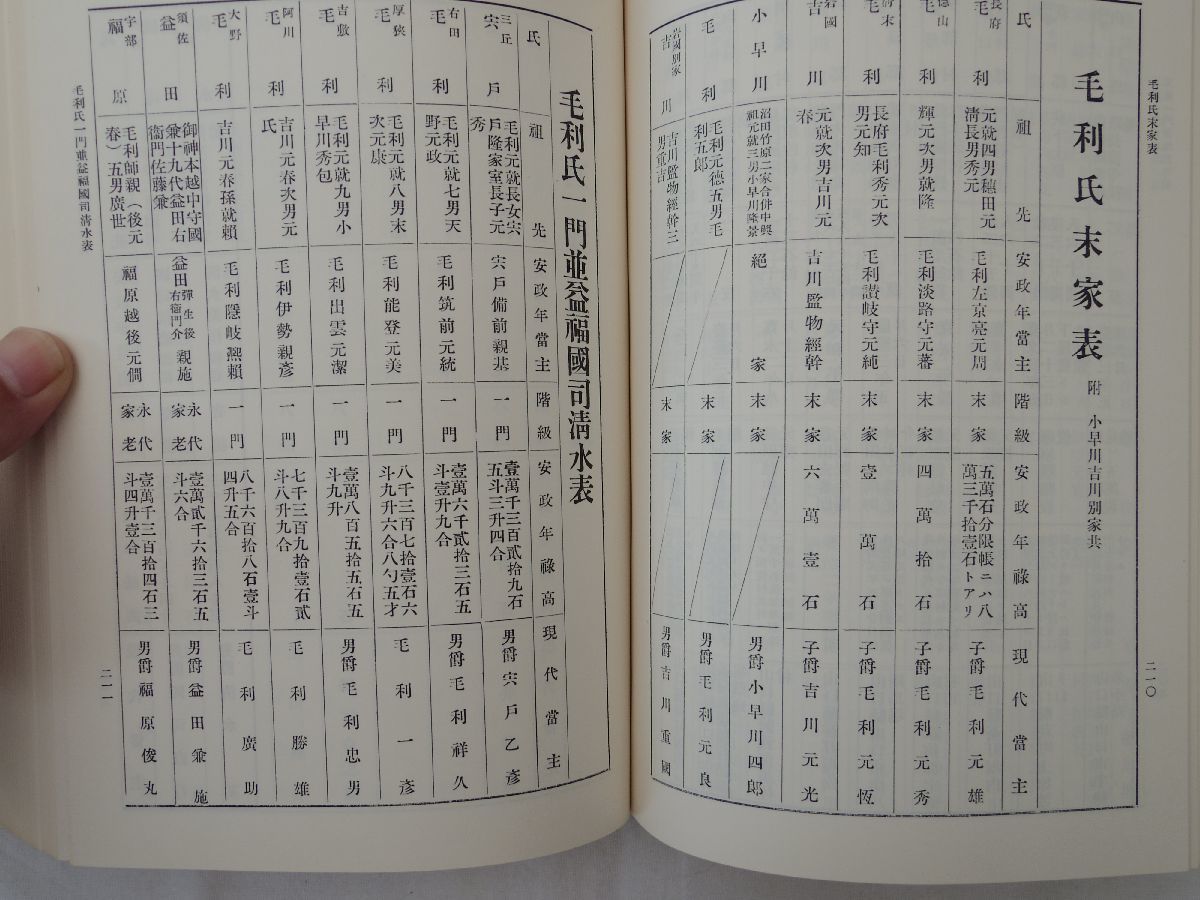 毛利氏末家表
二一〇
毛利氏末家表 附 小早川吉川別家共
氏 祖先 安政年當主 階級 安政年祿高 現代當主
長府 毛利 元就四男穗田元淸長男秀元 毛利左京亮元周 末家 五萬石分限帳ニハ八萬三千拾壹石トアリ 子爵 毛利元雄
德山 毛利 輝元次男就隆 毛利淡路守元蕃 末家 四萬拾石 子爵 毛利元秀
府末 毛利 長府毛利秀元次男元知 毛利讃岐守元純 末家 壹萬石 子爵 毛利元恆
岩國 吉川 元就次男吉川元春 吉川監物經幹 末家 六萬壹石 子爵 吉川元光
小早川 沼田竹原二家合併中興祖元就三男小早川隆景 絕家 末家 男爵 小早川四郎
毛利 毛利元德五男毛利五郎 末家 男爵 毛利元良
岩國別家 吉川 吉川監物經幹三男重吉 末家 男爵 吉川重國
毛利氏一門並益福國司淸水表
氏 祖先 安政年當主 階級 安政年祿高 現代當主
三丘 宍戶 毛利元就長女宍戶隆家室長子元秀 宍戶備前親基 一門 壹萬千三百貳拾九石五斗三升四合 男爵 宍戶乙彥
右田 毛利 毛利元就七男天野元政 毛利筑前元統 一門 壹萬六千貳拾三石五斗壹升九合 男爵 毛利祥久
厚狹 毛利 毛利元就八男末次元康 毛利能登元美 一門 八千三百七拾壹石六斗九升六合八勺五才 毛利一彥
吉敷 毛利 毛利元就九男小早川秀包 毛利出雲元潔 一門 壹萬八百五拾五石五斗九升 男爵 毛利忠男
阿川 毛利 吉川元春次男元氏 毛利伊勢親彥 一門 七千三百九拾壹石貳斗八升九合 毛利勝雄
大野 毛利 吉川元春孫就賴 毛利隱岐熙賴 一門 八千六百拾八石壹斗四升五合 毛利廣助
須佐 益田 御神本越中守國兼十九代益田右衞門佐藤兼 益田彈生後右衞門介親施 永代家老 壹萬貳千六拾三石五斗六合 男爵 益田兼施
宇部 福原 毛利師親（後元春）五男廣世 福原越後元僴 永代家老 壹萬千三百拾四石三斗四升壹合 男爵 福原俊丸
毛利氏一門並益福國司淸水表
二一一